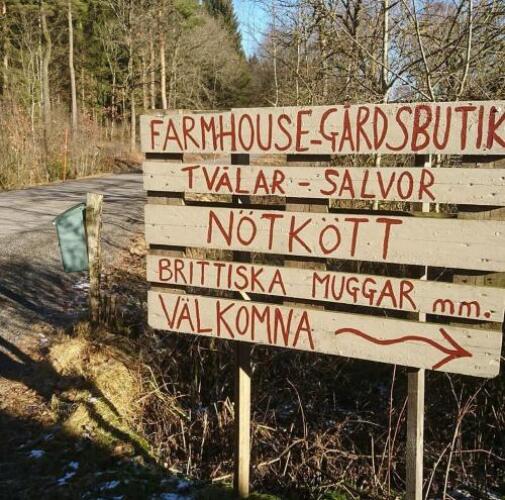 FARMHOUSE-GÅRDSBUTIK
TVÅLAR - SALVOR
NÖTKÖTT
BRITTISKA MUGGAR mm.
VÄLKOMNA